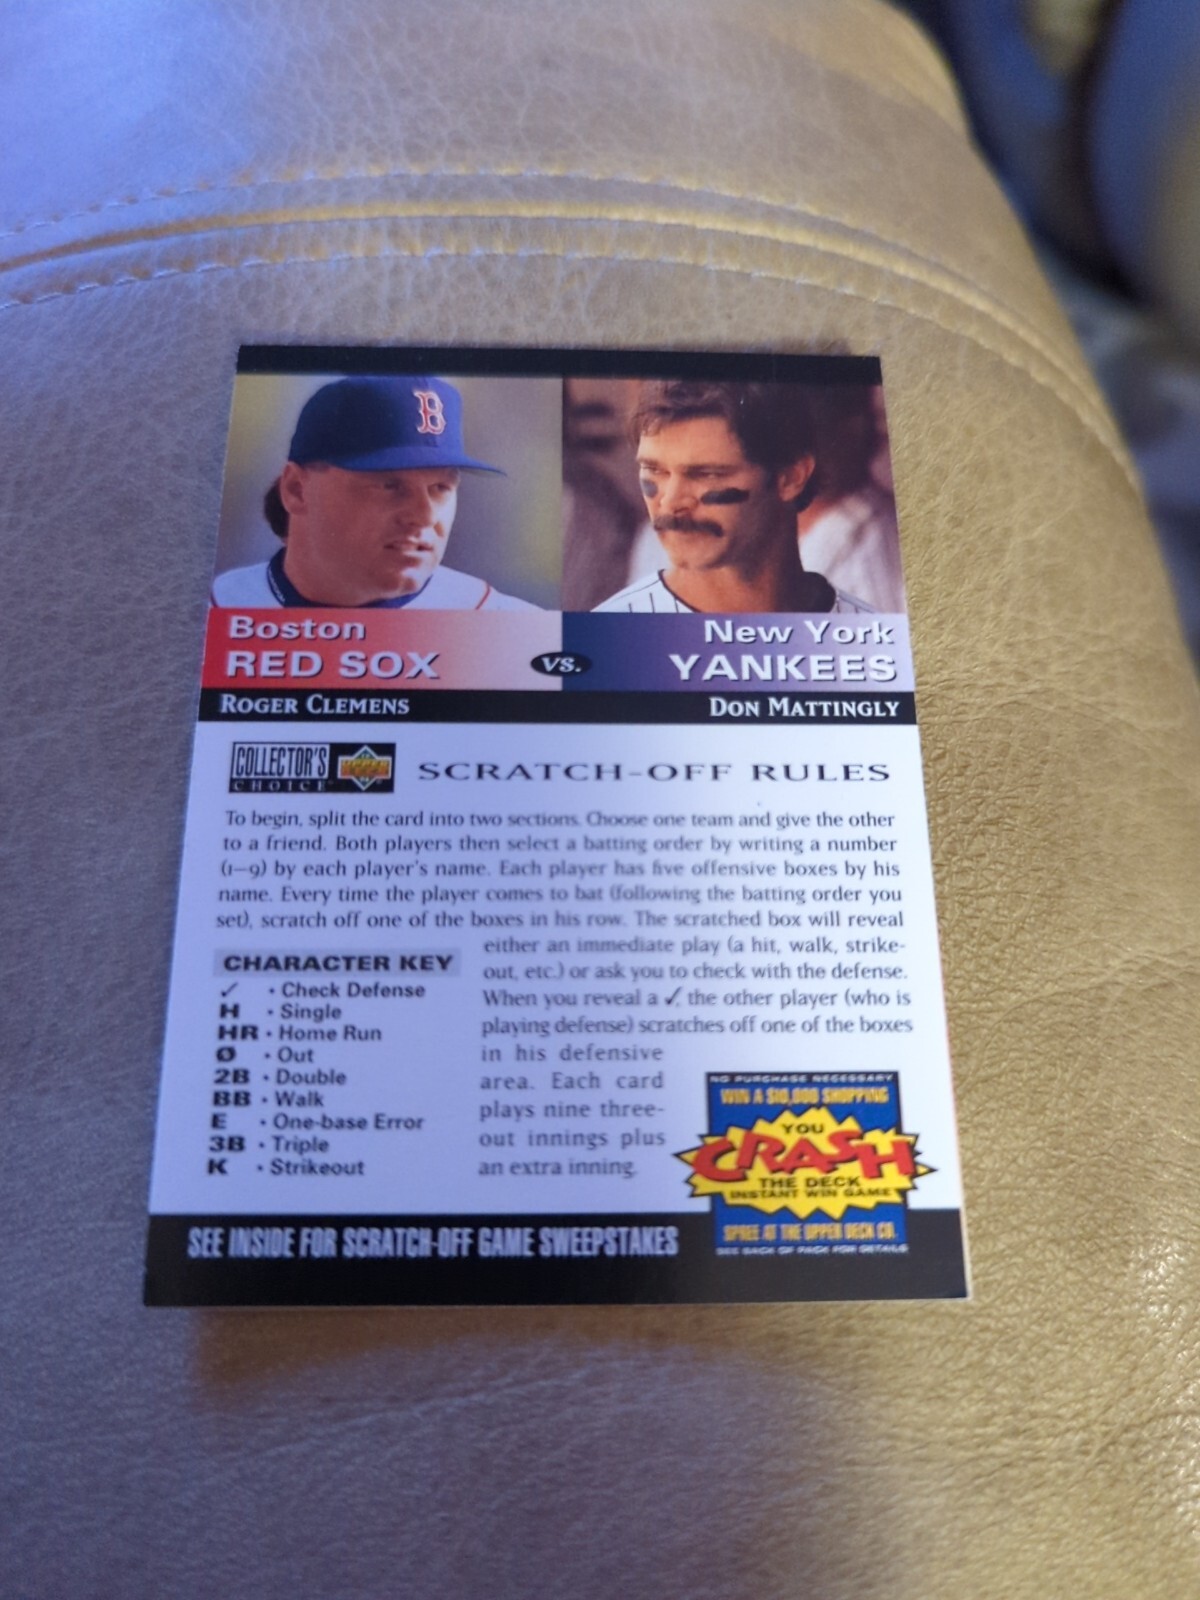 B
Boston
RED SOX
vs.
New York
YANKEES
ROGER CLEMENS
DON MATTINGLY
COLLECTOR'S
CHOICE
UPPER
DECK
SCRATCH-OFF RULES
To begin, split the card into two sections. Choose one team and give the other
to a friend. Both players then select a batting order by writing a number
(1–9) by each player's name. Each player has five offensive boxes by his
name. Every time the player comes to bat (following the batting order you
set), scratch off one of the boxes in his row. The scratched box will reveal
either an immediate play (a hit, walk, strike-
out, etc.) or ask you to check with the defense.
When you reveal a ✓, the other player (who is
playing defense) scratches off one of the boxes
in his defensive
area. Each card
plays nine three-
out innings plus
an extra inning.
CHARACTER KEY
✓ • Check Defense
H • Single
HR • Home Run
Ø • Out
2B • Double
BB • Walk
E • One-base Error
3B • Triple
K • Strikeout
NO PURCHASE NECESSARY
WIN A $10,000 SHOPPING
YOU
CRASH
THE DECK
INSTANT WIN GAME
SPREE AT THE UPPER DECK CO.
SEE BACK OF PACK FOR DETAILS
SEE INSIDE FOR SCRATCH-OFF GAME SWEEPSTAKES